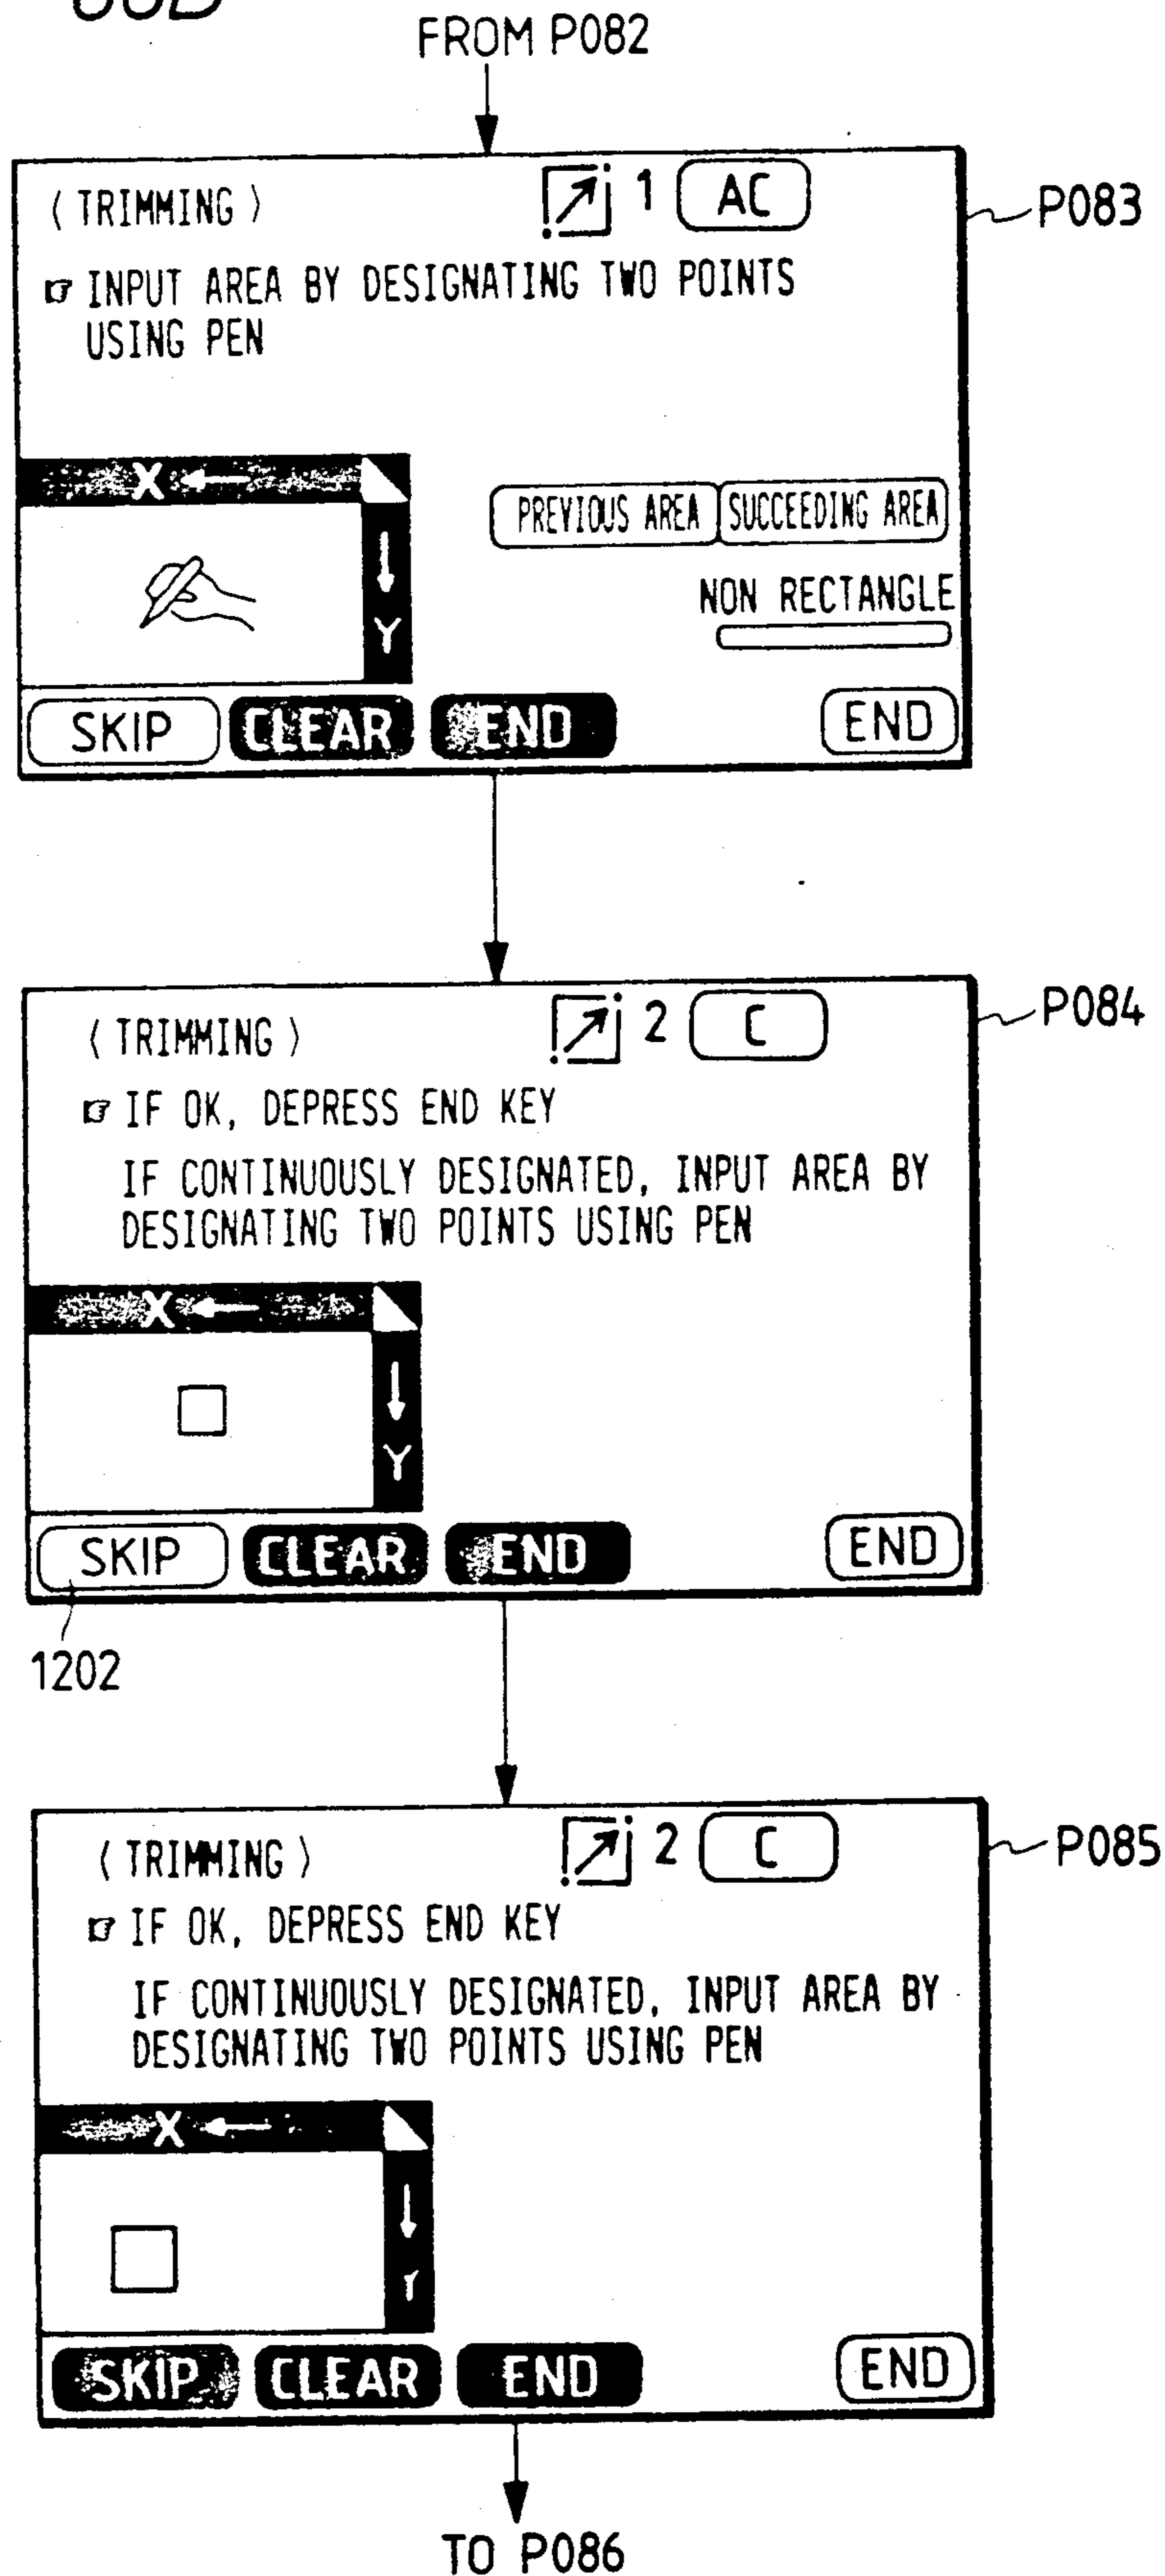 FROM P082
〈 TRIMMING 〉 1 AC
P083
☞ INPUT AREA BY DESIGNATING TWO POINTS
USING PEN
X ←
PREVIOUS AREA SUCCEEDING AREA
↓
NON RECTANGLE
Y
SKIP CLEAR END END
〈 TRIMMING 〉 2 C
P084
☞ IF OK, DEPRESS END KEY
IF CONTINUOUSLY DESIGNATED, INPUT AREA BY
DESIGNATING TWO POINTS USING PEN
X ←
↓
Y
SKIP CLEAR END END
1202
〈 TRIMMING 〉 2 C
P085
☞ IF OK, DEPRESS END KEY
IF CONTINUOUSLY DESIGNATED, INPUT AREA BY
DESIGNATING TWO POINTS USING PEN
X ←
↓
Y
SKIP CLEAR END END
TO P086